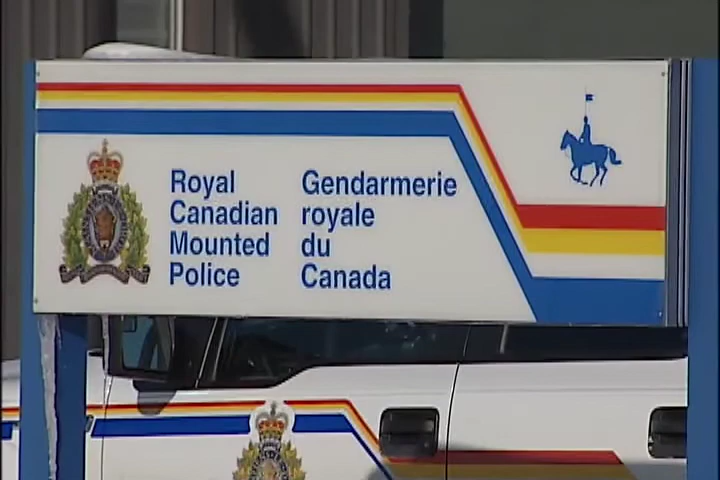 Royal
Canadian
Mounted
Police
Gendarmerie
royale
du
Canada